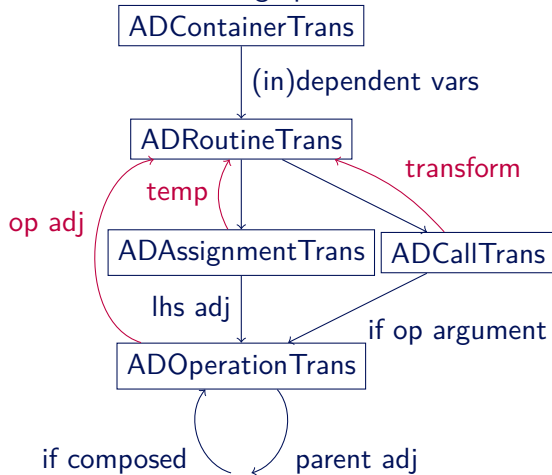 ADContainerTrans
(in)dependent vars
ADRoutineTrans
transform
temp
op adj
ADAssignmentTrans
ADCallTrans
lhs adj
if op argument
ADOperationTrans
if composed
parent adj